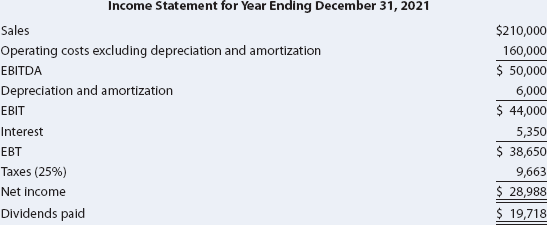 Income Statement for Year Ending December 31, 2021
Sales $210,000
Operating costs excluding depreciation and amortization 160,000
EBITDA $ 50,000
Depreciation and amortization 6,000
EBIT $ 44,000
Interest 5,350
EBT $ 38,650
Taxes (25%) 9,663
Net income $ 28,988
Dividends paid $ 19,718